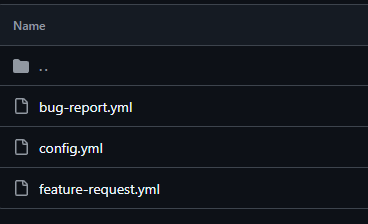 Name
..
bug-report.yml
config.yml
feature-request.yml